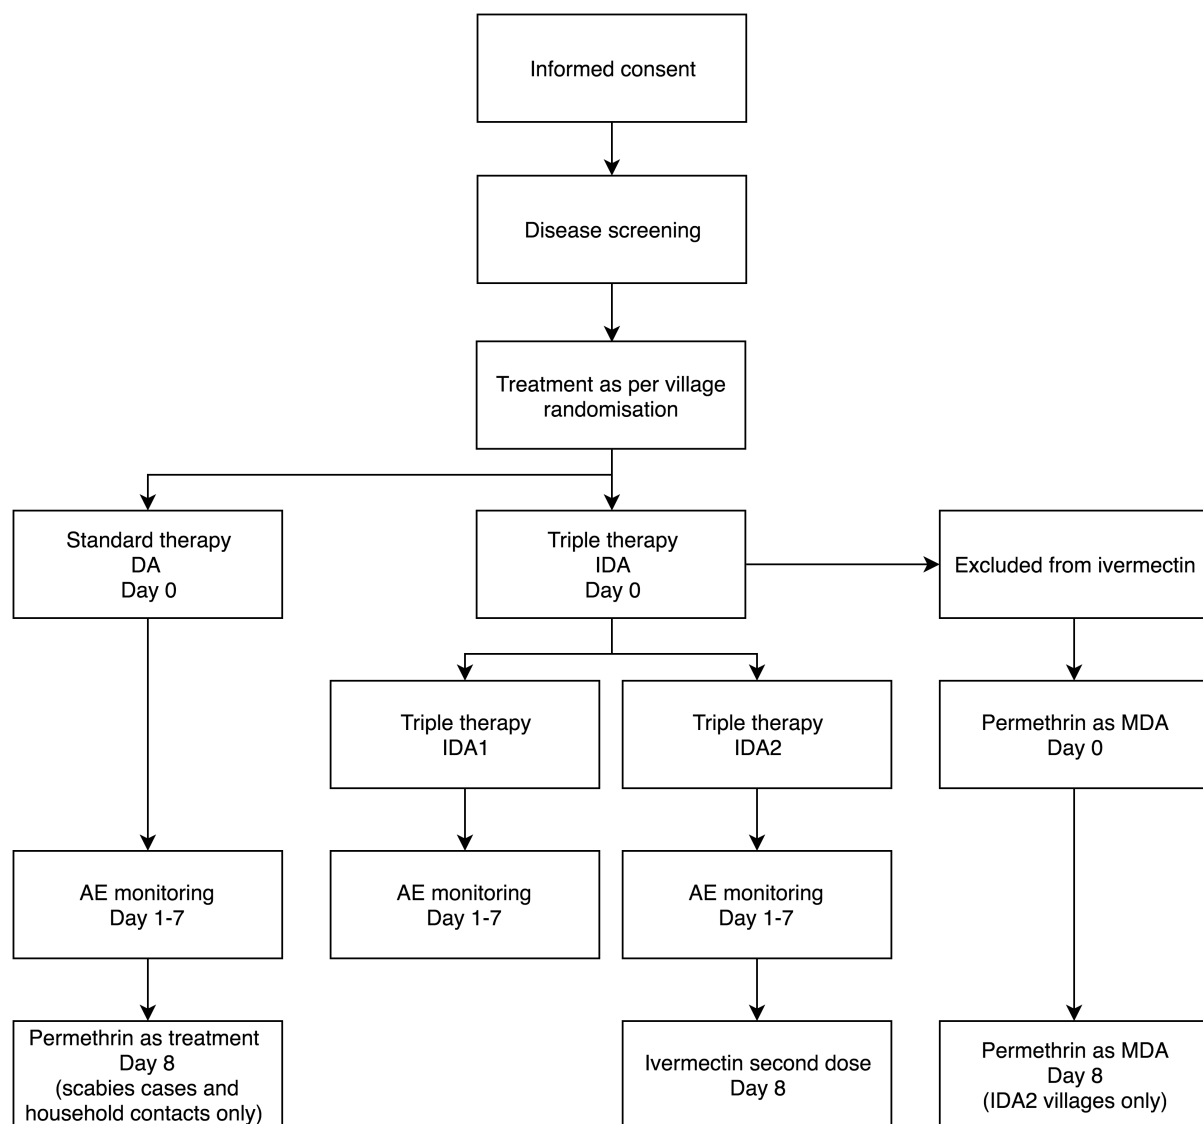 Informed consent
Disease screening
Treatment as per village
randomisation
Standard therapy
DA
Day 0
Triple therapy
IDA
Day 0
Excluded from ivermectin
Triple therapy
IDA1
Triple therapy
IDA2
Permethrin as MDA
Day 0
AE monitoring
Day 1-7
AE monitoring
Day 1-7
AE monitoring
Day 1-7
Permethrin as treatment
Day 8
(scabies cases and
household contacts only)
Ivermectin second dose
Day 8
Permethrin as MDA
Day 8
(IDA2 villages only)